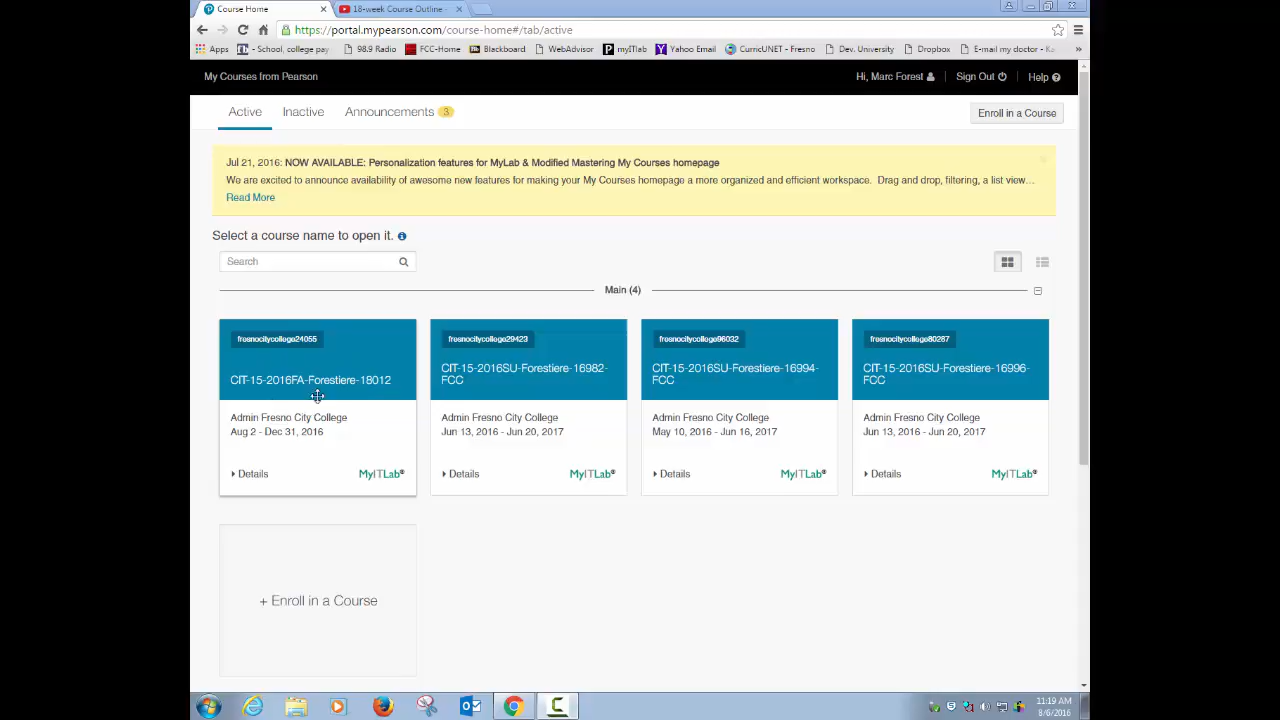 Course Home
18-week Course Outline -
https://portal.mypearson.com/course-home#/tab/active
Apps
- School, college pay
98.9 Radio
FCC-Home
Blackboard
WebAdvisor
myITlab
Yahoo Email
CurricUNET - Fresno
Dev. University
Dropbox
E-mail my doctor - Ka
My Courses from Pearson
Hi, Marc Forest
Sign Out
Help
Active
Inactive
Announcements 3
Enroll in a Course
Jul 21, 2016: NOW AVAILABLE: Personalization features for MyLab & Modified Mastering My Courses homepage
We are excited to announce availability of awesome new features for making your My Courses homepage a more organized and efficient workspace. Drag and drop, filtering, a list view…
Read More
Select a course name to open it.
Search
Main (4)
fresnocitycollege24055
CIT-15-2016FA-Forestiere-18012
Admin Fresno City College
Aug 2 - Dec 31, 2016
Details
MyITLab®
fresnocitycollege29423
CIT-15-2016SU-Forestiere-16982-
FCC
Admin Fresno City College
Jun 13, 2016 - Jun 20, 2017
Details
MyITLab®
fresnocitycollege96032
CIT-15-2016SU-Forestiere-16994-
FCC
Admin Fresno City College
May 10, 2016 - Jun 16, 2017
Details
MyITLab®
fresnocitycollege80287
CIT-15-2016SU-Forestiere-16996-
FCC
Admin Fresno City College
Jun 13, 2016 - Jun 20, 2017
Details
MyITLab®
+ Enroll in a Course
11:19 AM
8/6/2016